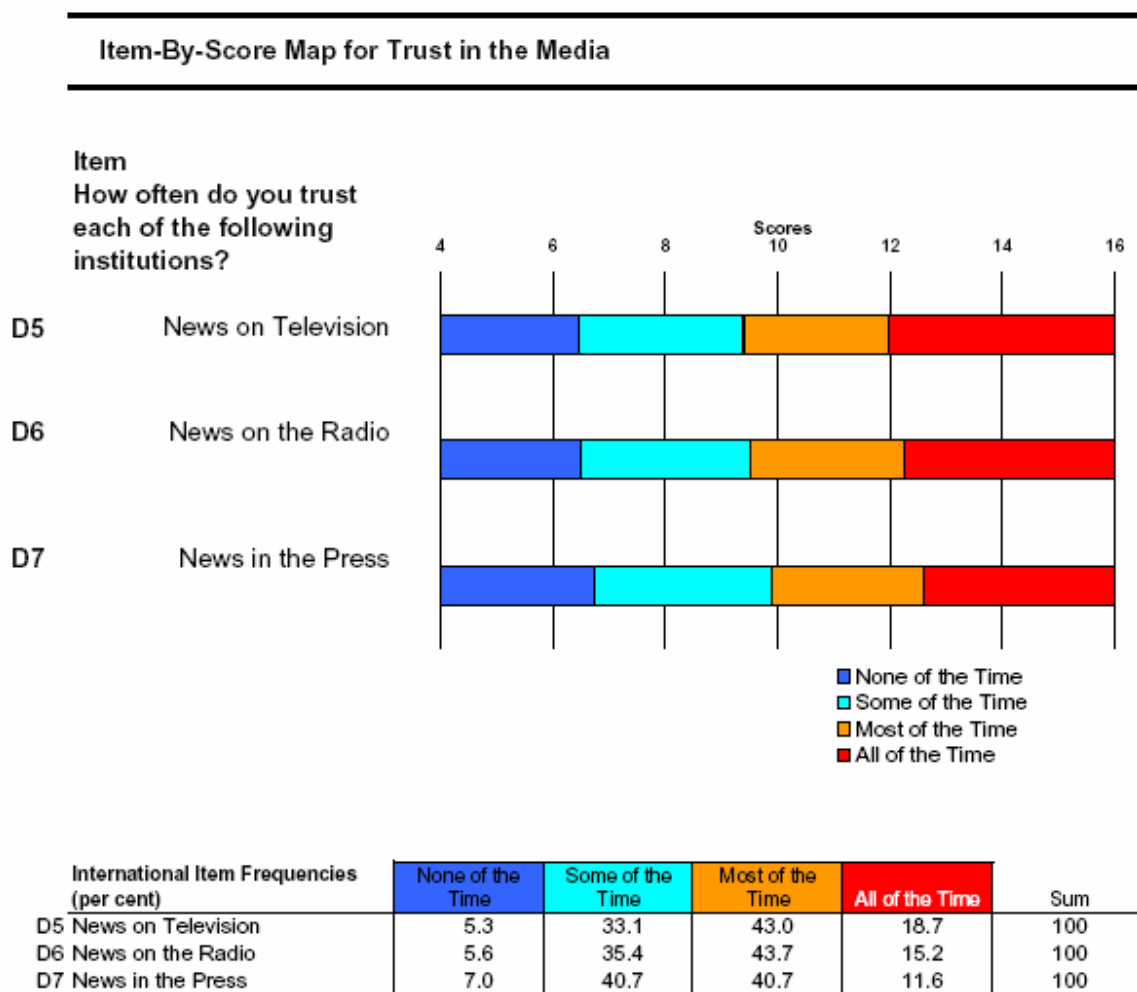 Item-By-Score Map for Trust in the Media
Item
How often do you trust
each of the following
institutions?
Scores
4 6 8 10 12 14 16
D5 News on Television
D6 News on the Radio
D7 News in the Press
None of the Time
Some of the Time
Most of the Time
All of the Time
International Item Frequencies
(per cent)
None of the
Time
Some of the
Time
Most of the
Time
All of the Time
Sum
D5 News on Television 5.3 33.1 43.0 18.7 100
D6 News on the Radio 5.6 35.4 43.7 15.2 100
D7 News in the Press 7.0 40.7 40.7 11.6 100